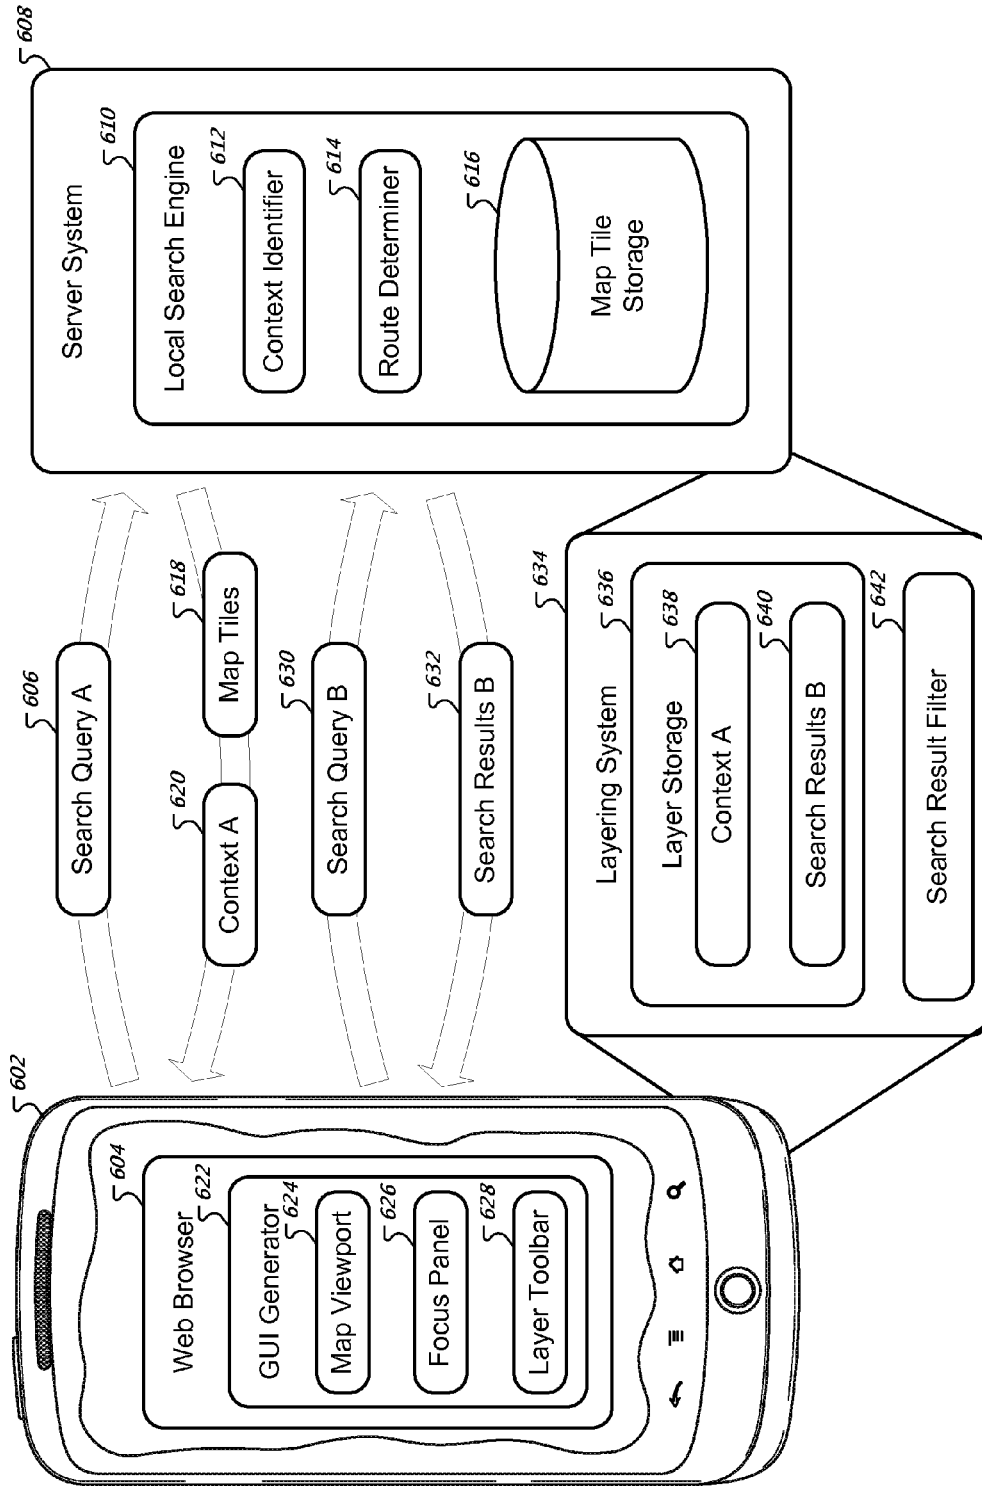 602
604
Web Browser
622
GUI Generator
624
Map Viewport
626
Focus Panel
628
Layer Toolbar
606
Search Query A
620
Context A
618
Map Tiles
630
Search Query B
632
Search Results B
608
Server System
610
Local Search Engine
612
Context Identifier
614
Route Determiner
616
Map Tile
Storage
634
Layering System
636
Layer Storage
638
Context A
640
Search Results B
642
Search Result Filter